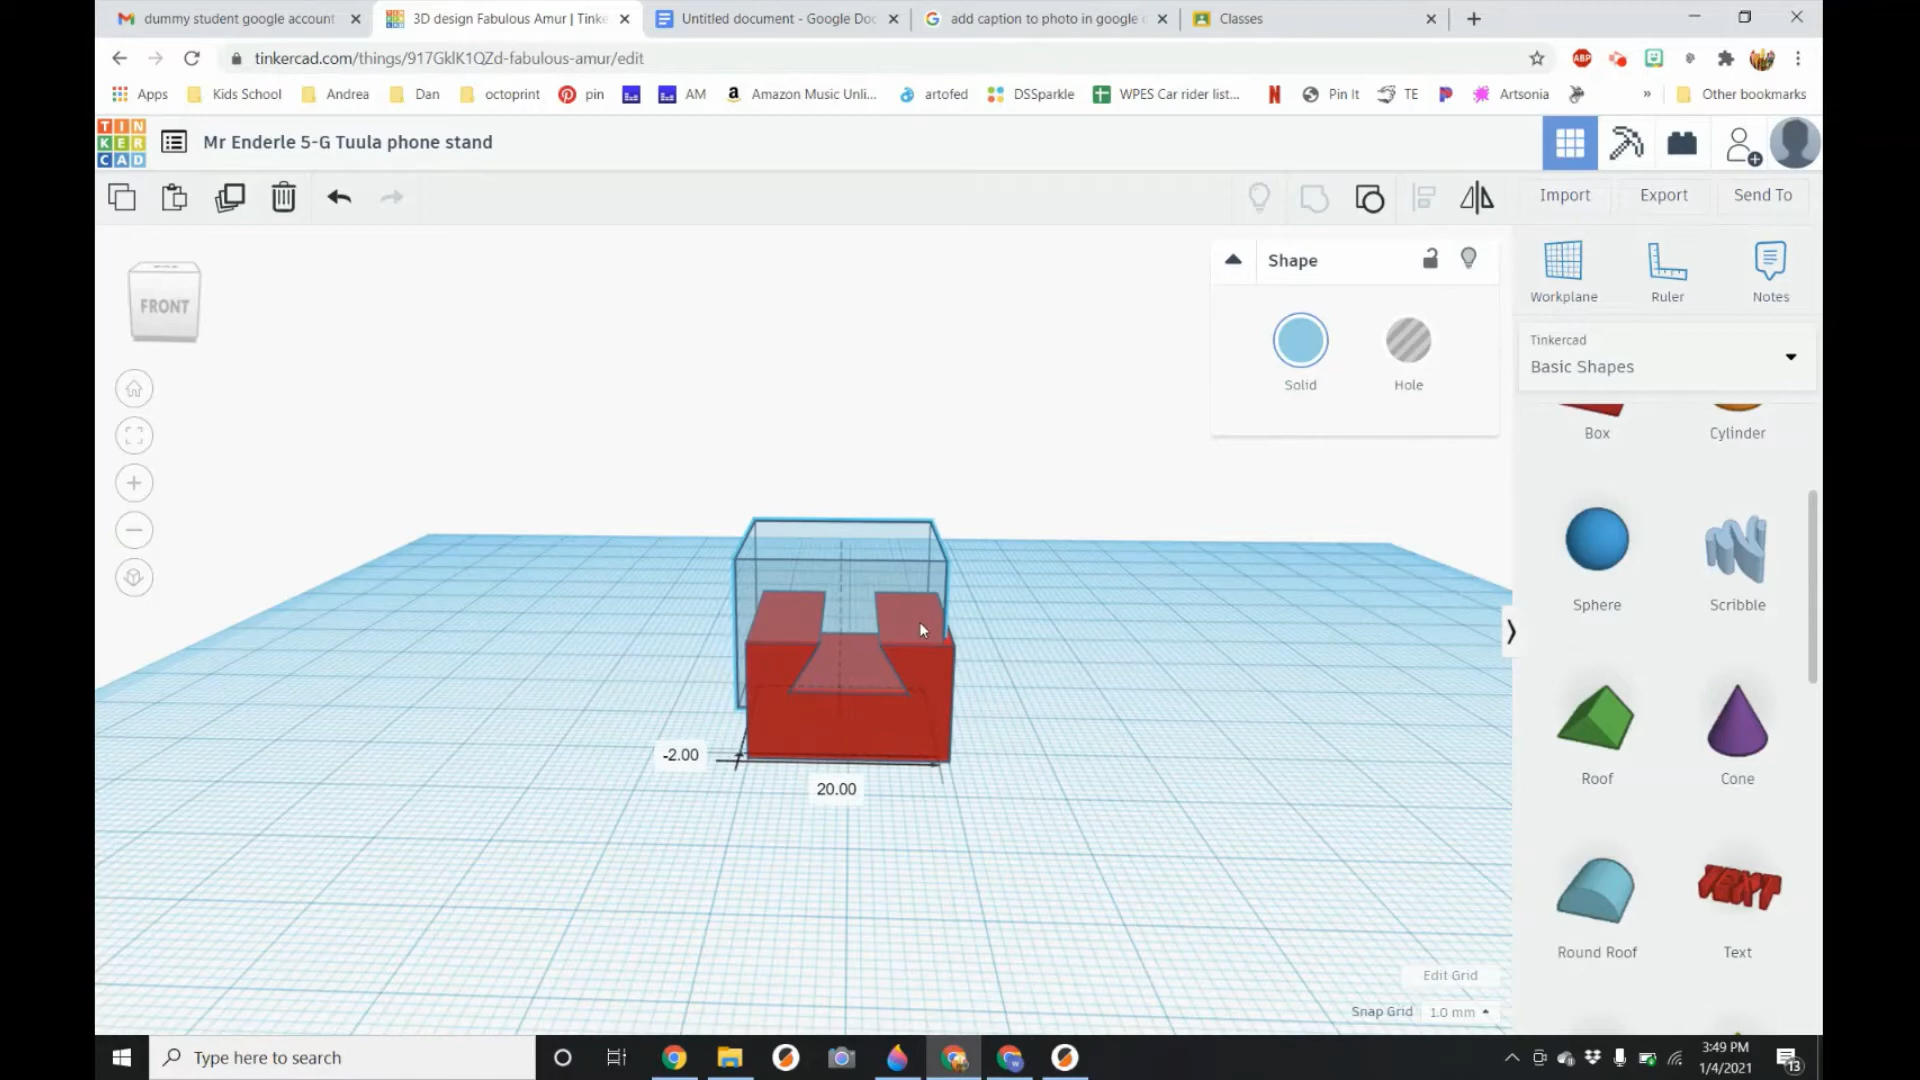 dummy student google account
3D design Fabulous Amur | Tinke
Untitled document - Google Doc
add caption to photo in google
Classes
tinkercad.com/things/917GklK1QZd-fabulous-amur/edit
ABP
Apps
Kids School
Andrea
Dan
octoprint
pin
AM
Amazon Music Unli...
artofed
DSSparkle
WPES Car rider list...
Pin It
TE
Artsonia
»
Other bookmarks
TIN
KER
CAD
Mr Enderle 5-G Tuula phone stand
Import
Export
Send To
FRONT
Shape
Solid
Hole
Workplane
Ruler
Notes
Tinkercad
Basic Shapes
Box
Cylinder
Sphere
Scribble
Roof
Cone
Round Roof
TEXT
Text
-2.00
20.00
Edit Grid
Snap Grid
1.0 mm
Type here to search
3:49 PM
1/4/2021
13